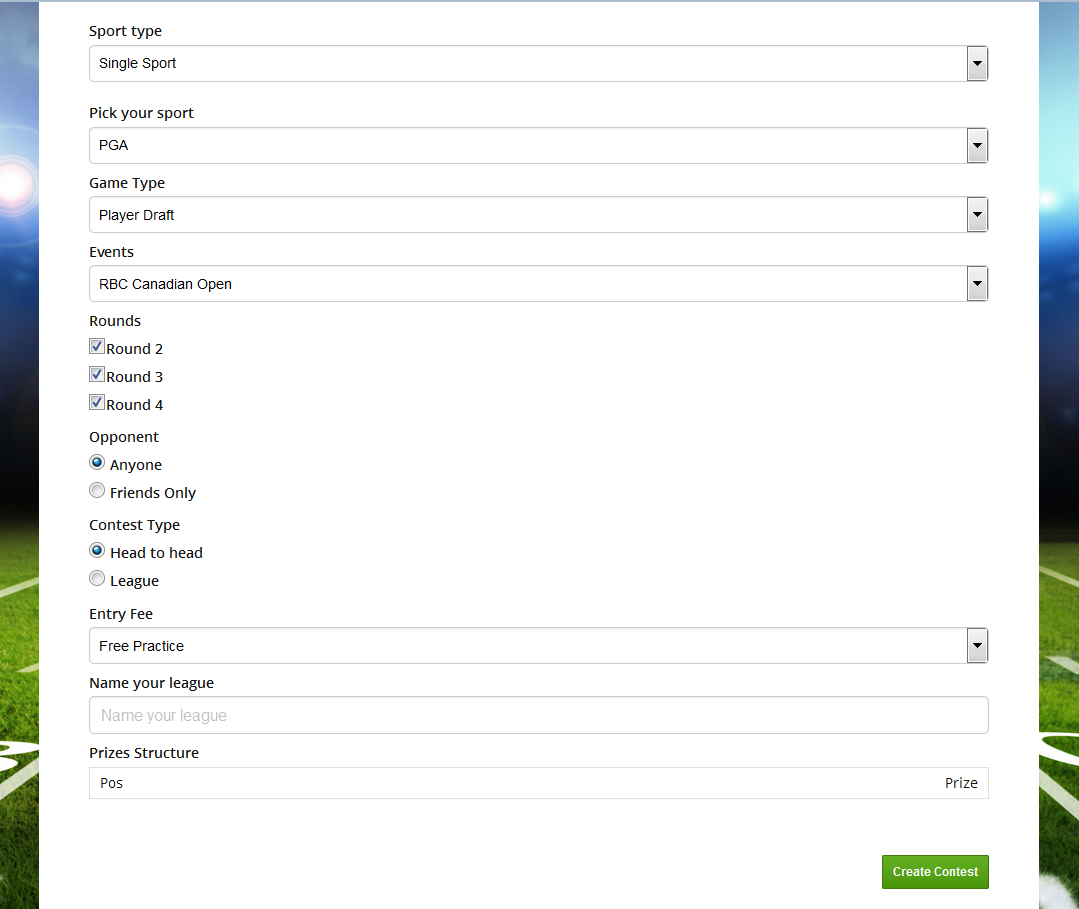 Sport type
Single Sport
Pick your sport
PGA
Game Type
Player Draft
Events
RBC Canadian Open
Rounds
Round 2
Round 3
Round 4
Opponent
Anyone
Friends Only
Contest Type
Head to head
League
Entry Fee
Free Practice
Name your league
Name your league
Prizes Structure
Pos Prize
Create Contest